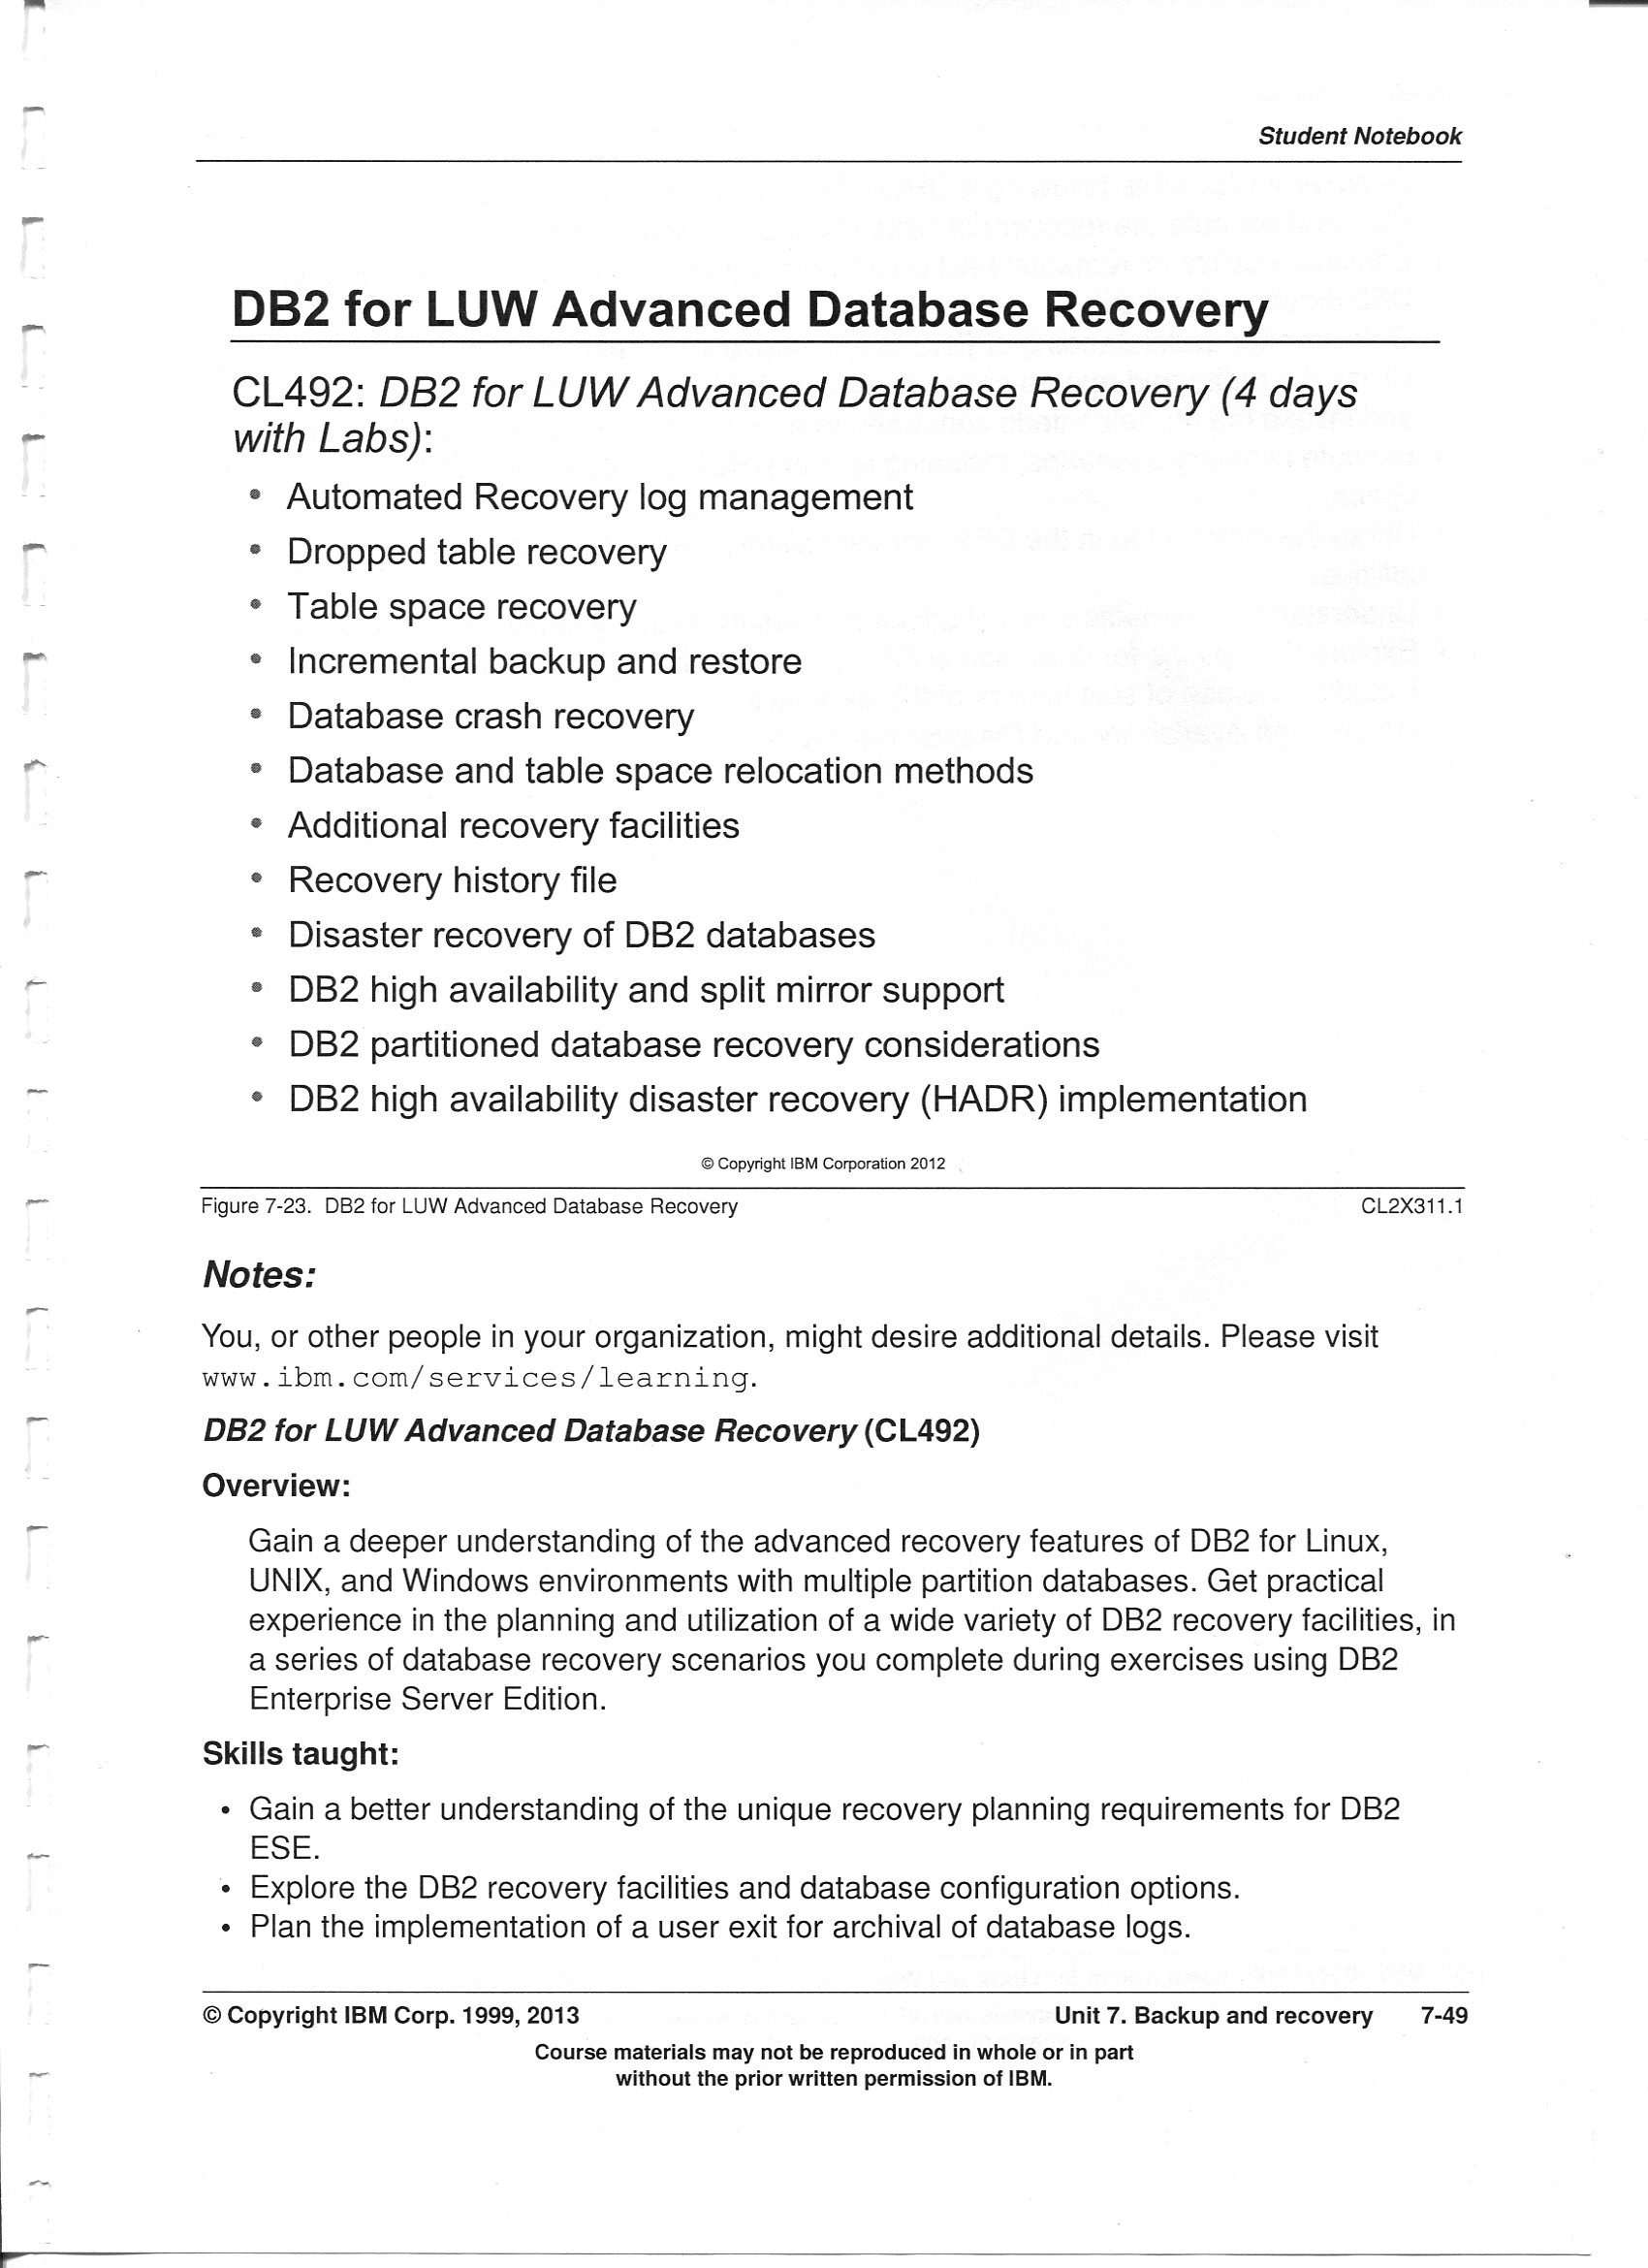 Student Notebook
DB2 for LUW Advanced Database Recovery
CL492: DB2 for LUW Advanced Database Recovery (4 days
with Labs):
• Automated Recovery log management
• Dropped table recovery
• Table space recovery
• Incremental backup and restore
• Database crash recovery
• Database and table space relocation methods
• Additional recovery facilities
• Recovery history file
• Disaster recovery of DB2 databases
• DB2 high availability and split mirror support
• DB2 partitioned database recovery considerations
• DB2 high availability disaster recovery (HADR) implementation
© Copyright IBM Corporation 2012
Figure 7-23. DB2 for LUW Advanced Database Recovery CL2X311.1
Notes:
You, or other people in your organization, might desire additional details. Please visit
www.ibm.com/services/learning.
DB2 for LUW Advanced Database Recovery (CL492)
Overview:
Gain a deeper understanding of the advanced recovery features of DB2 for Linux,
UNIX, and Windows environments with multiple partition databases. Get practical
experience in the planning and utilization of a wide variety of DB2 recovery facilities, in
a series of database recovery scenarios you complete during exercises using DB2
Enterprise Server Edition.
Skills taught:
• Gain a better understanding of the unique recovery planning requirements for DB2
ESE.
• Explore the DB2 recovery facilities and database configuration options.
• Plan the implementation of a user exit for archival of database logs.
© Copyright IBM Corp. 1999, 2013 Unit 7. Backup and recovery 7-49
Course materials may not be reproduced in whole or in part
without the prior written permission of IBM.